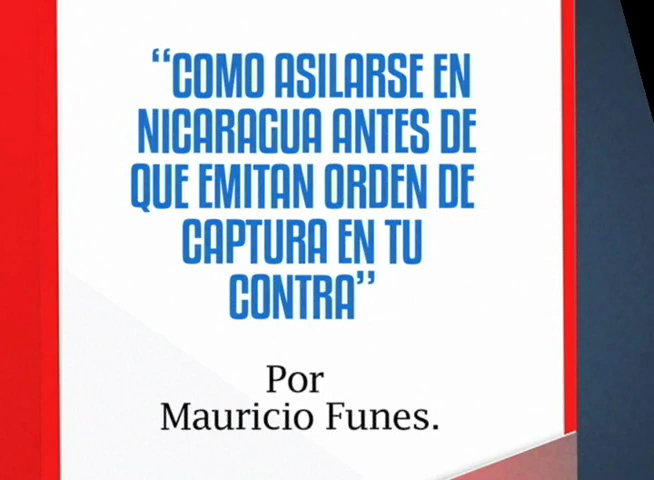 “COMO ASILARSE EN
NICARAGUA ANTES DE
QUE EMITAN ORDEN DE
CAPTURA EN TU
CONTRA”
Por
Mauricio Funes.